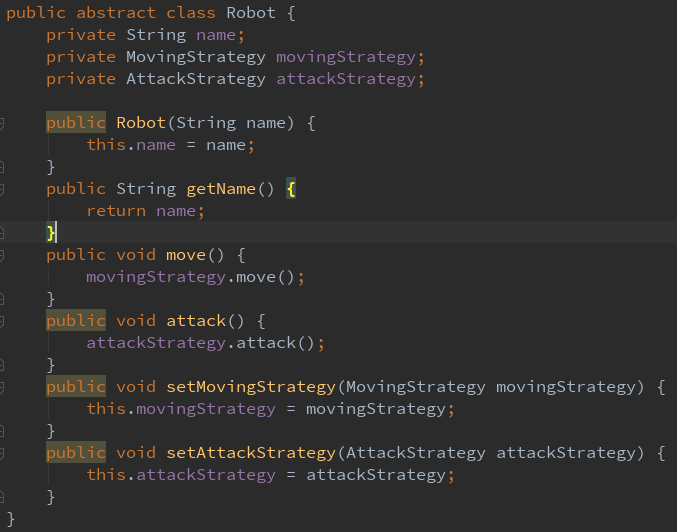 public abstract class Robot {
    private String name;
    private MovingStrategy movingStrategy;
    private AttackStrategy attackStrategy;

    public Robot(String name) {
        this.name = name;
    }
    public String getName() {
        return name;
    }
    public void move() {
        movingStrategy.move();
    }
    public void attack() {
        attackStrategy.attack();
    }
    public void setMovingStrategy(MovingStrategy movingStrategy) {
        this.movingStrategy = movingStrategy;
    }
    public void setAttackStrategy(AttackStrategy attackStrategy) {
        this.attackStrategy = attackStrategy;
    }
}